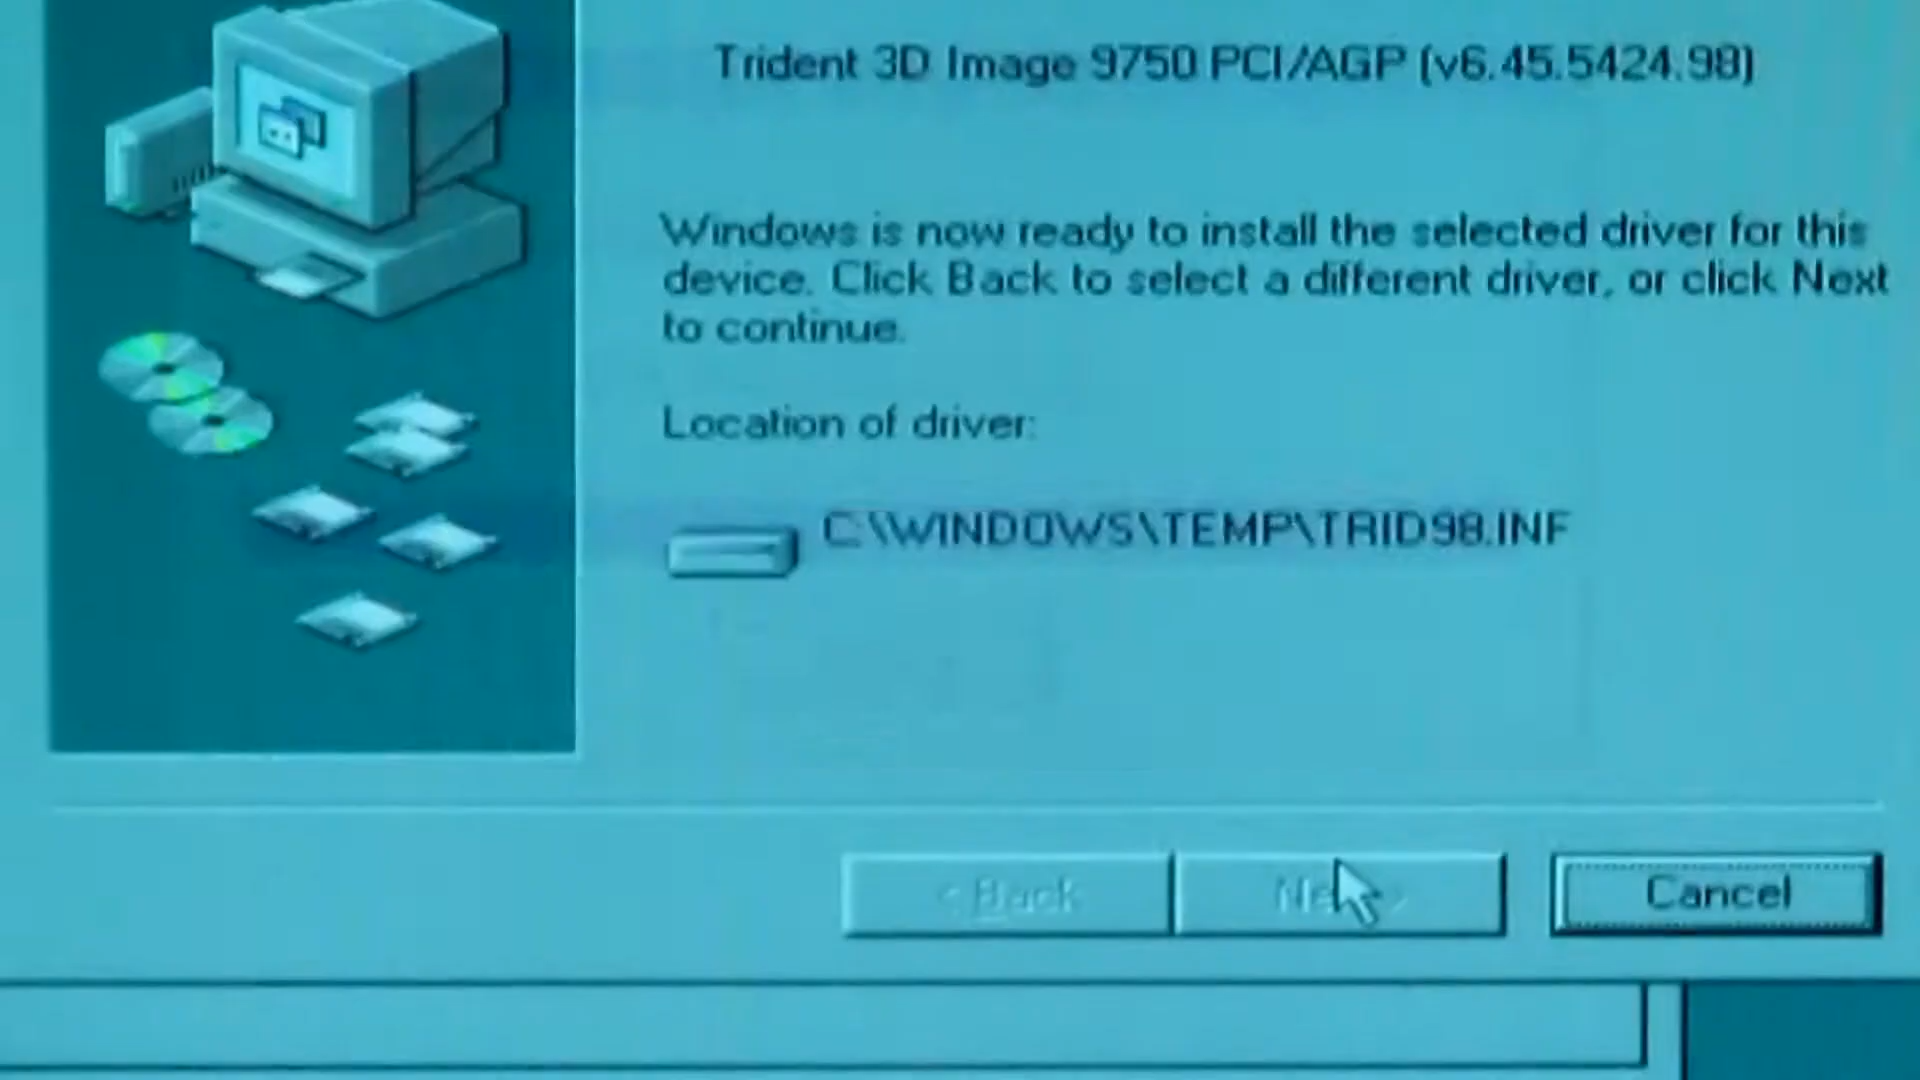 Trident 3D Image 9750 PCI/AGP (v6.45.5424.98)
Windows is now ready to install the selected driver for this
device. Click Back to select a different driver, or click Next
to continue.
Location of driver:
C:\WINDOWS\TEMP\TRID98.INF
< Back
Cancel